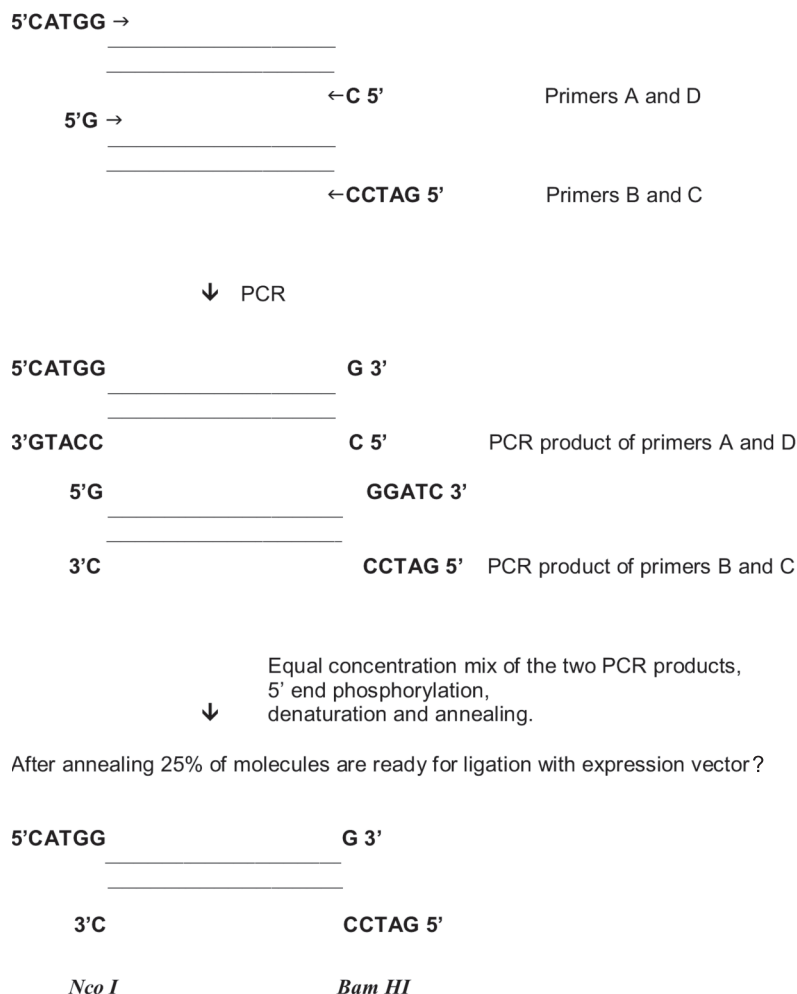 5'CATGG →
←C 5' Primers A and D
5'G →
←CCTAG 5' Primers B and C
↓ PCR
5'CATGG G 3'
3'GTACC C 5' PCR product of primers A and D
5'G GGATC 3'
3'C CCTAG 5' PCR product of primers B and C
Equal concentration mix of the two PCR products,
5' end phosphorylation,
↓ denaturation and annealing.
After annealing 25% of molecules are ready for ligation with expression vector?
5'CATGG G 3'
3'C CCTAG 5'
Nco I Bam HI